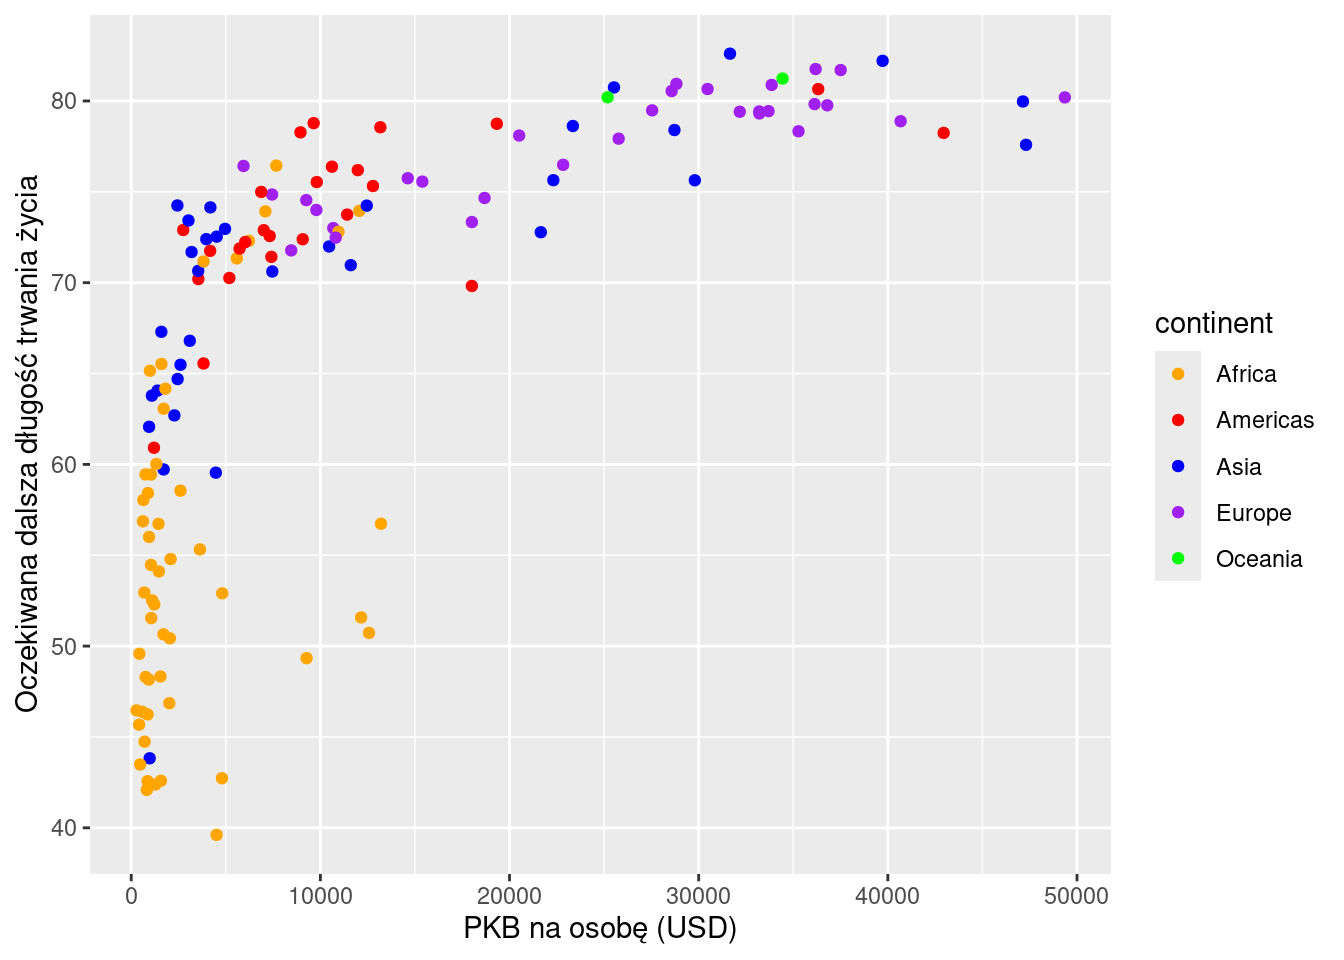 Oczekiwana dalsza długość trwania życia
80
70
60
50
40
0
10000
20000
30000
40000
50000
PKB na osobę (USD)
continent
Africa
Americas
Asia
Europe
Oceania